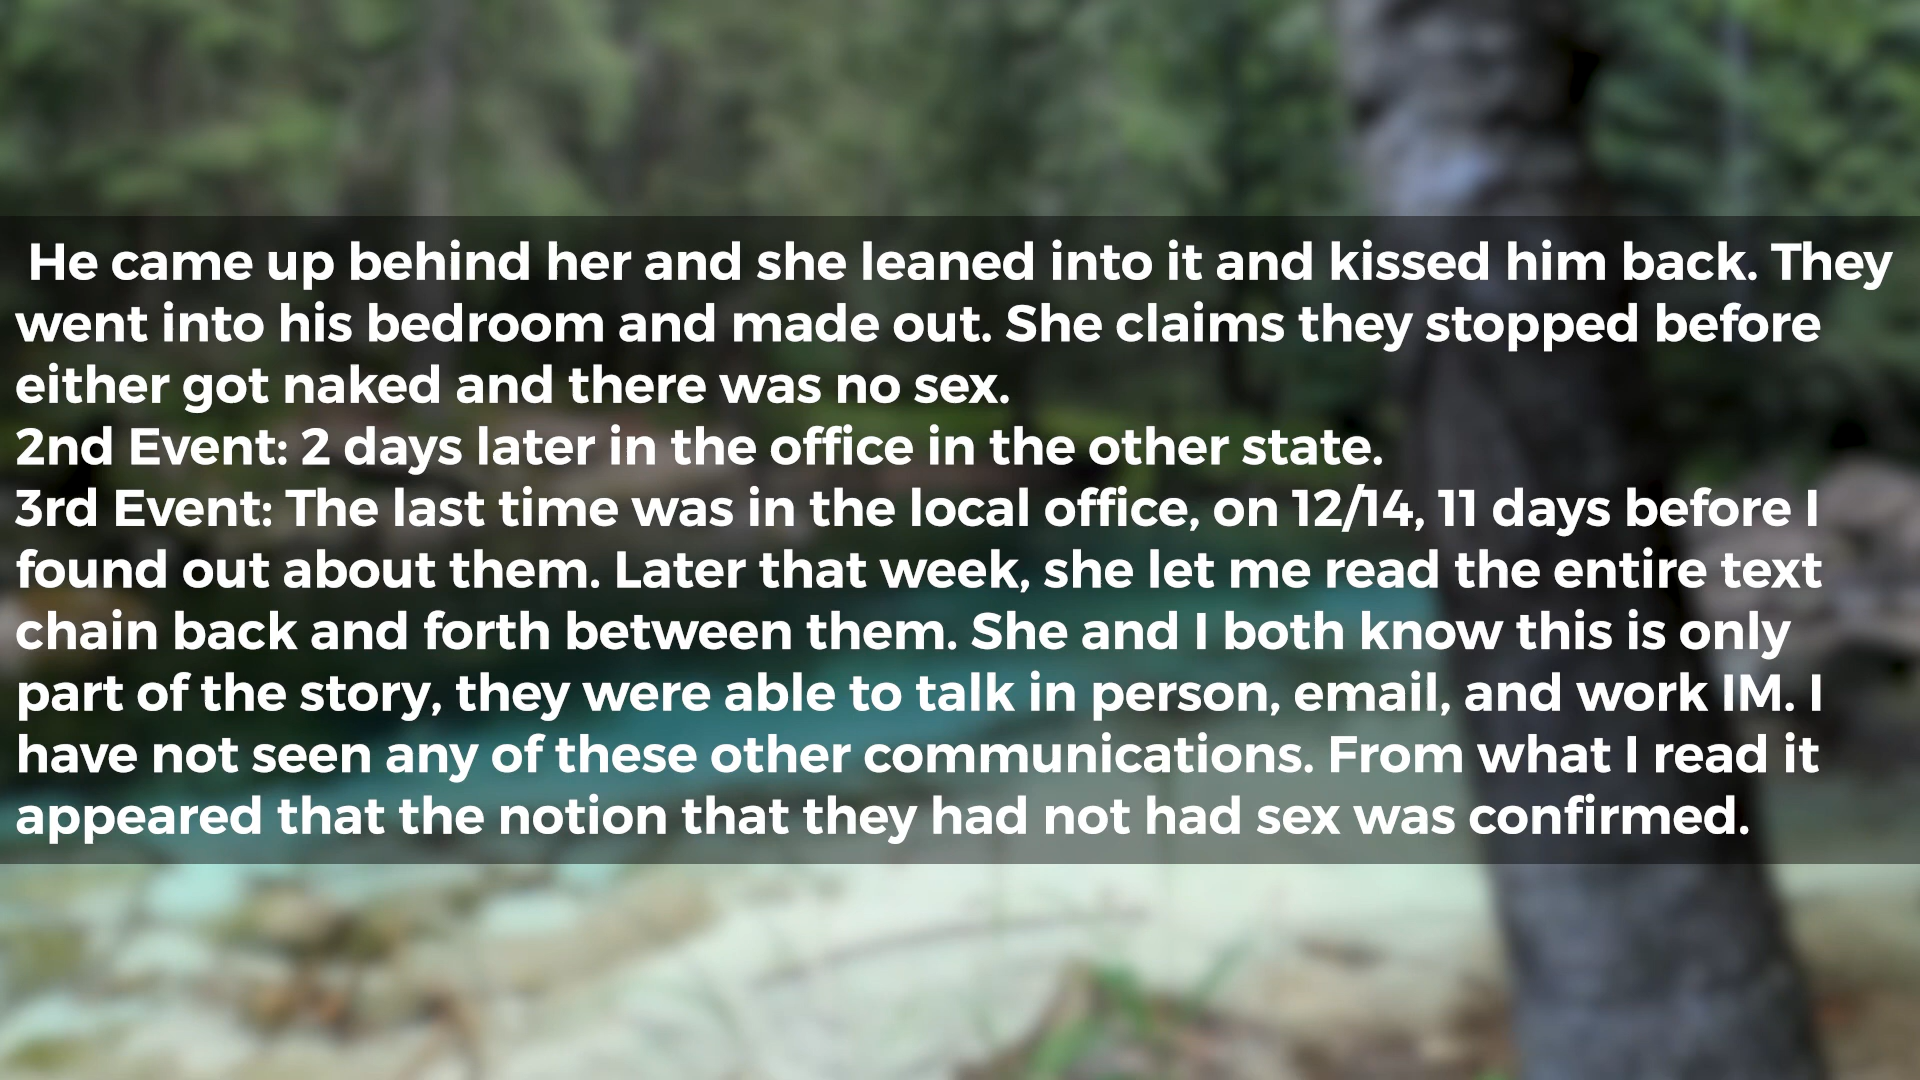 He came up behind her and she leaned into it and kissed him back. They
went into his bedroom and made out. She claims they stopped before
either got naked and there was no sex.
2nd Event: 2 days later in the office in the other state.
3rd Event: The last time was in the local office, on 12/14, 11 days before I
found out about them. Later that week, she let me read the entire text
chain back and forth between them. She and I both know this is only
part of the story, they were able to talk in person, email, and work IM. I
have not seen any of these other communications. From what I read it
appeared that the notion that they had not had sex was confirmed.